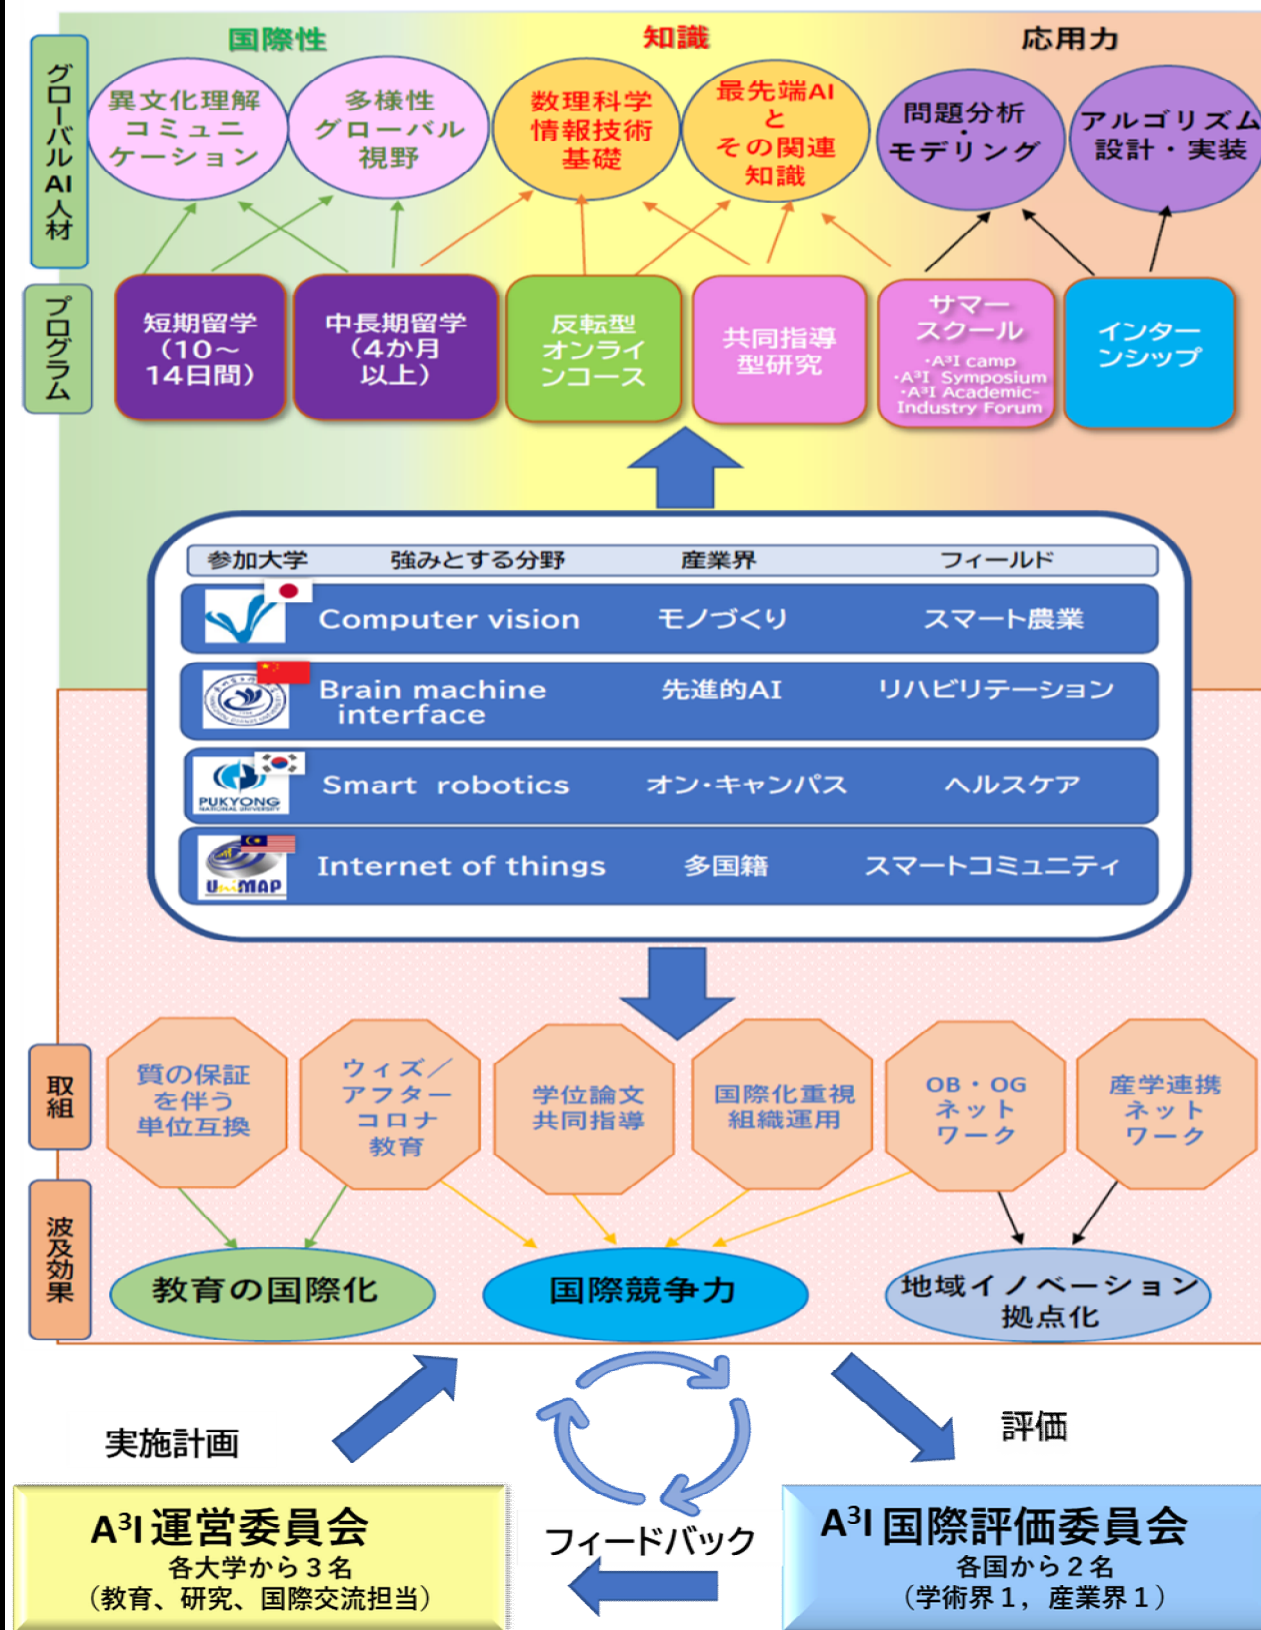 国際性
知識
応用力
グローバルAI人材
異文化理解
コミュニ
ケーション
多様性
グローバル
視野
数理科学
情報技術
基礎
最先端AI
と
その関連
知識
問題分析
・
モデリング
アルゴリズム
設計・実装
プログラム
短期留学
(10～
14日間)
中長期留学
(4か月
以上)
反転型
オンライ
ンコース
共同指導
型研究
サマー
スクール
・A³I camp
・A³I Symposium
・A³I Academic-
Industry Forum
インター
ンシップ
参加大学 強みとする分野 産業界 フィールド
Computer vision モノづくり スマート農業
Brain machine
interface
先進的AI リハビリテーション
PUKYONG
NATIONAL UNIVERSITY
Smart robotics オン・キャンパス ヘルスケア
UniMAP
Internet of things 多国籍 スマートコミュニティ
取組
質の保証
を伴う
単位互換
ウィズ／
アフター
コロナ
教育
学位論文
共同指導
国際化重視
組織運用
OB・OG
ネット
ワーク
産学連携
ネット
ワーク
波及効果
教育の国際化
国際競争力
地域イノベーション
拠点化
実施計画
評価
A³I 運営委員会
各大学から３名
（教育、研究、国際交流担当）
フィードバック
A³I 国際評価委員会
各国から２名
（学術界１，産業界１）